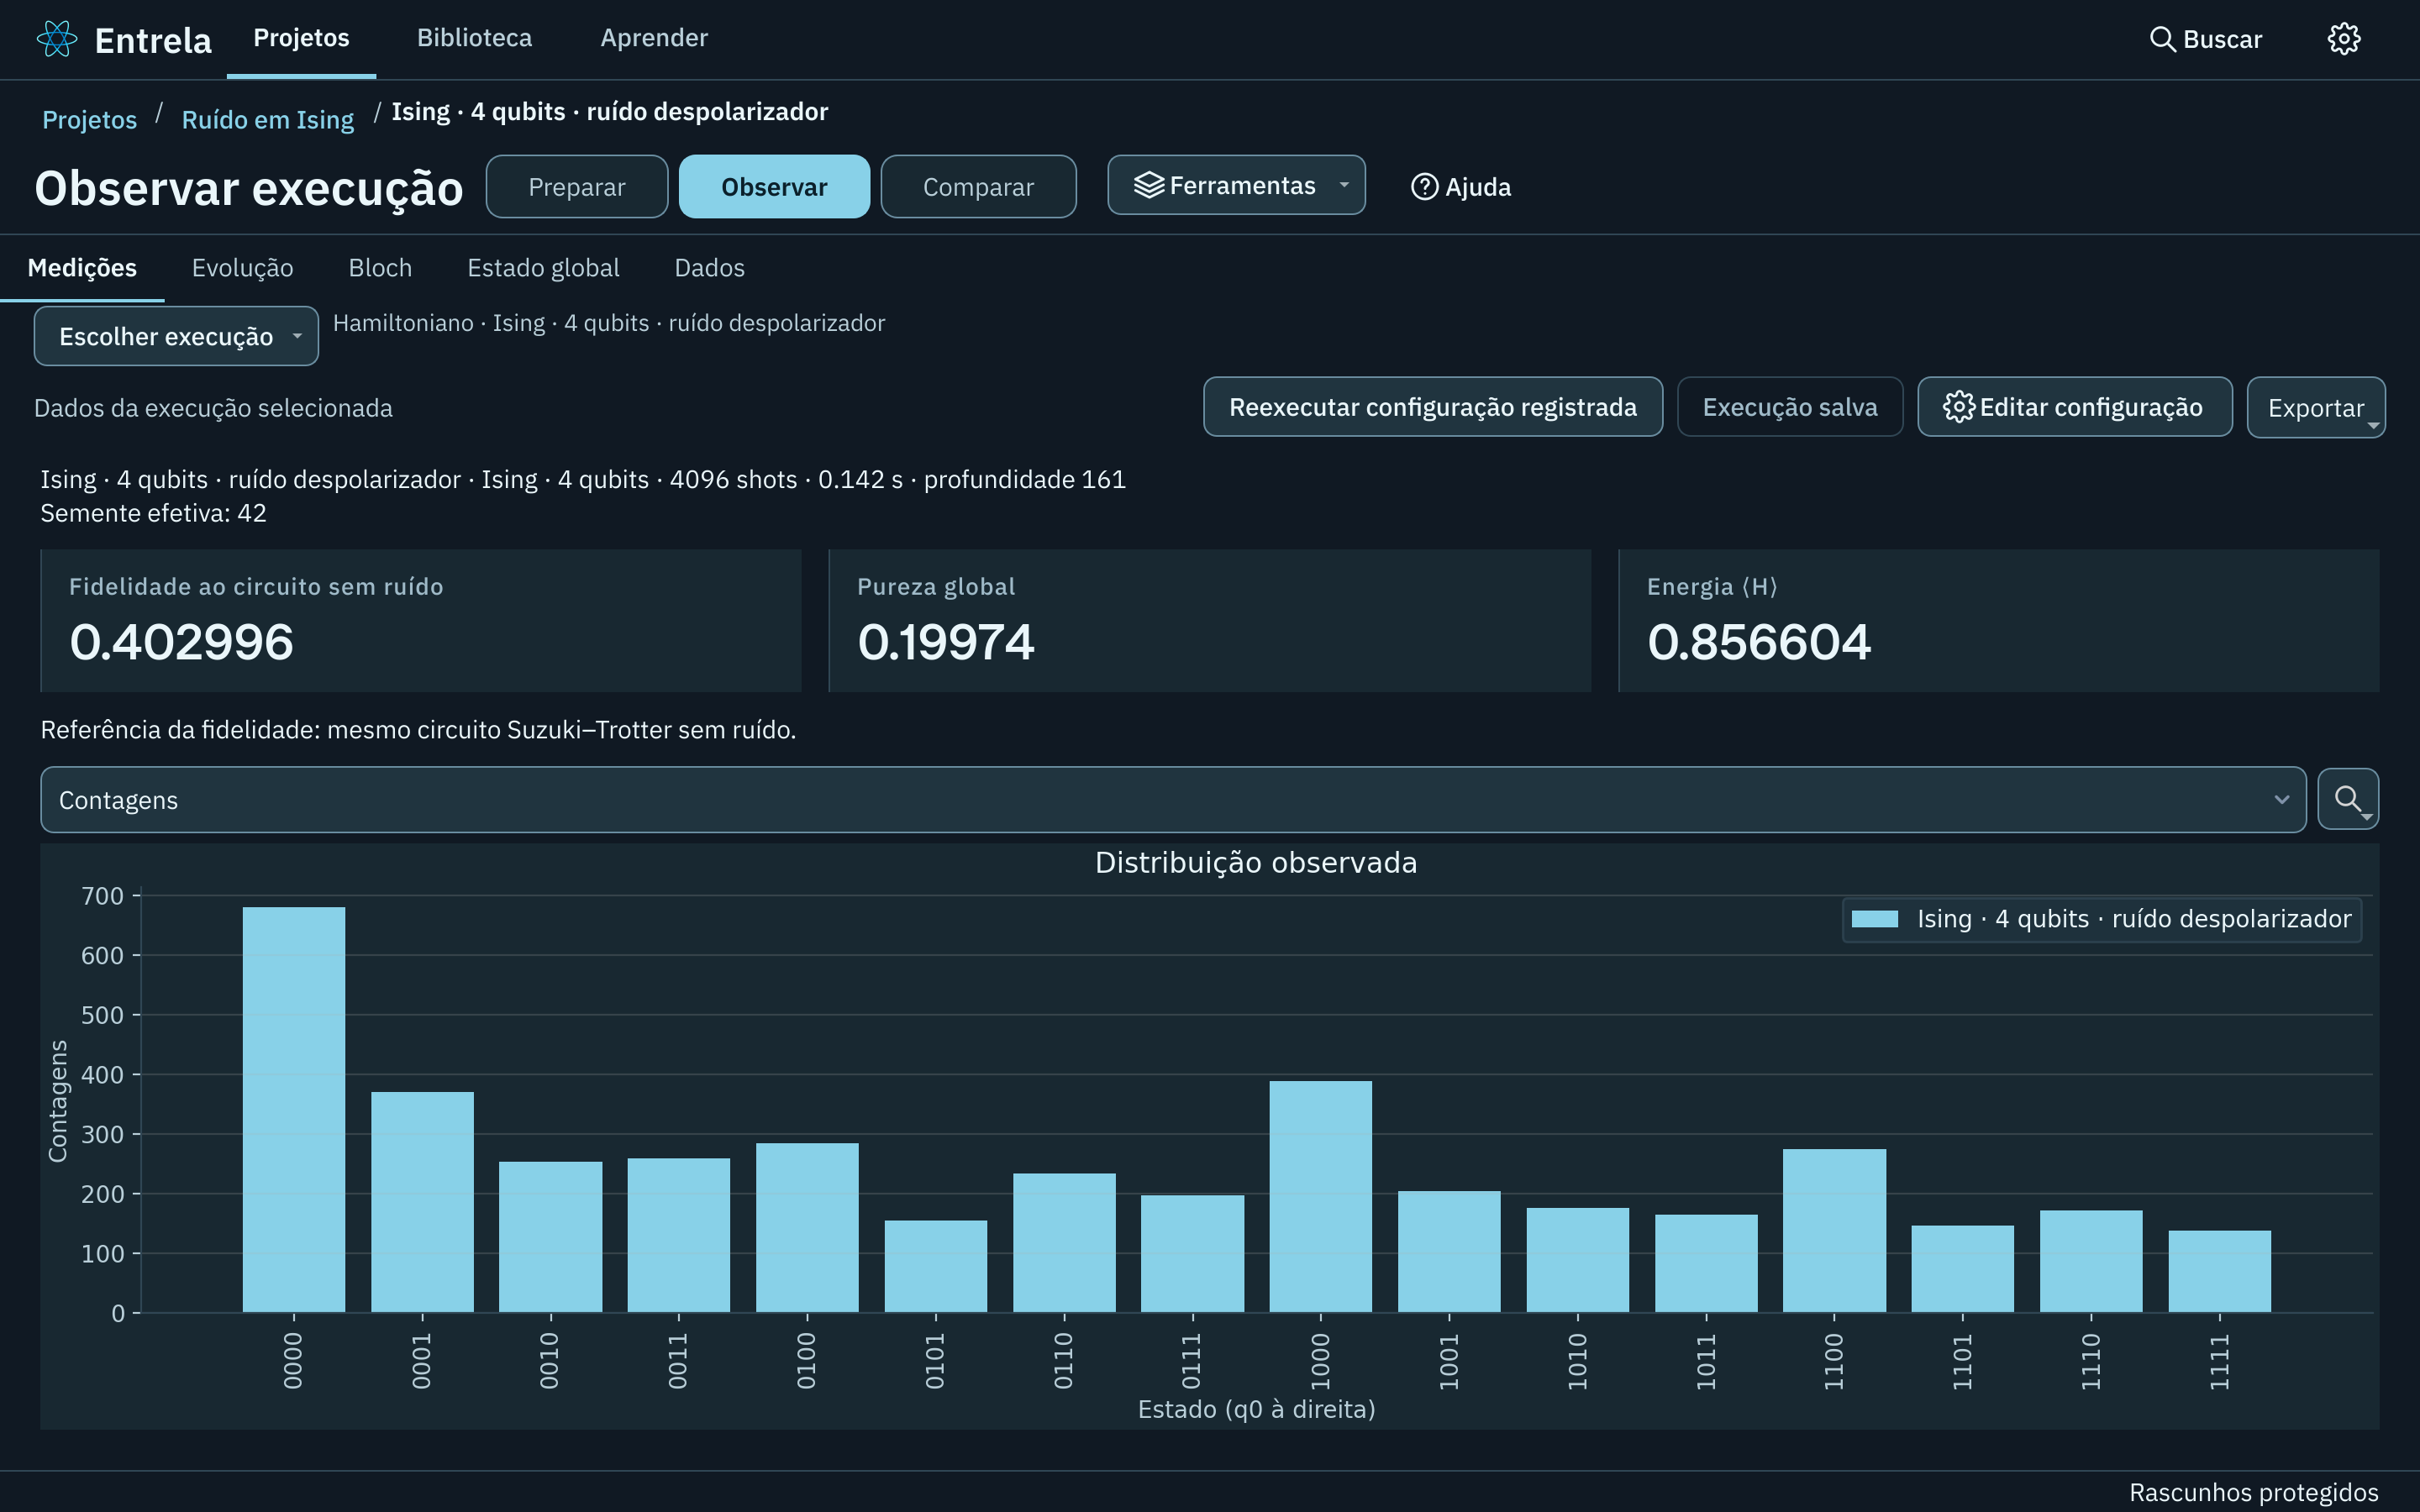 Entrela
Projetos
Biblioteca
Aprender
Buscar
Projetos / Ruído em Ising / Ising · 4 qubits · ruído despolarizador
Observar execução
Preparar
Observar
Comparar
Ferramentas
Ajuda
Medições
Evolução
Bloch
Estado global
Dados
Escolher execução
Hamiltoniano · Ising · 4 qubits · ruído despolarizador
Dados da execução selecionada
Reexecutar configuração registrada
Execução salva
Editar configuração
Exportar
Ising · 4 qubits · ruído despolarizador · Ising · 4 qubits · 4096 shots · 0.142 s · profundidade 161
Semente efetiva: 42
Fidelidade ao circuito sem ruído
0.402996
Pureza global
0.19974
Energia ⟨H⟩
0.856604
Referência da fidelidade: mesmo circuito Suzuki–Trotter sem ruído.
Contagens
Distribuição observada
Ising · 4 qubits · ruído despolarizador
Contagens
700
600
500
400
300
200
100
0
0000
0001
0010
0011
0100
0101
0110
0111
1000
1001
1010
1011
1100
1101
1110
1111
Estado (q0 à direita)
Rascunhos protegidos